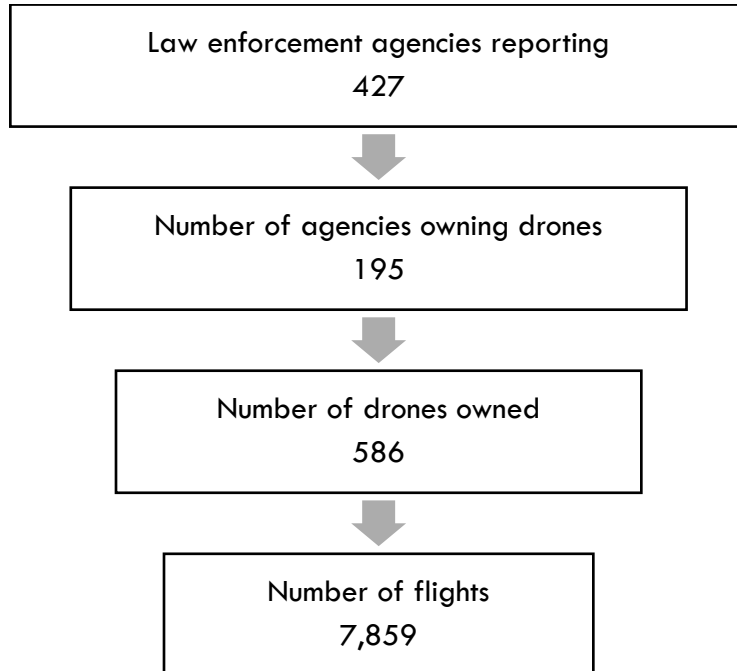 Law enforcement agencies reporting
427
Number of agencies owning drones
195
Number of drones owned
586
Number of flights
7,859